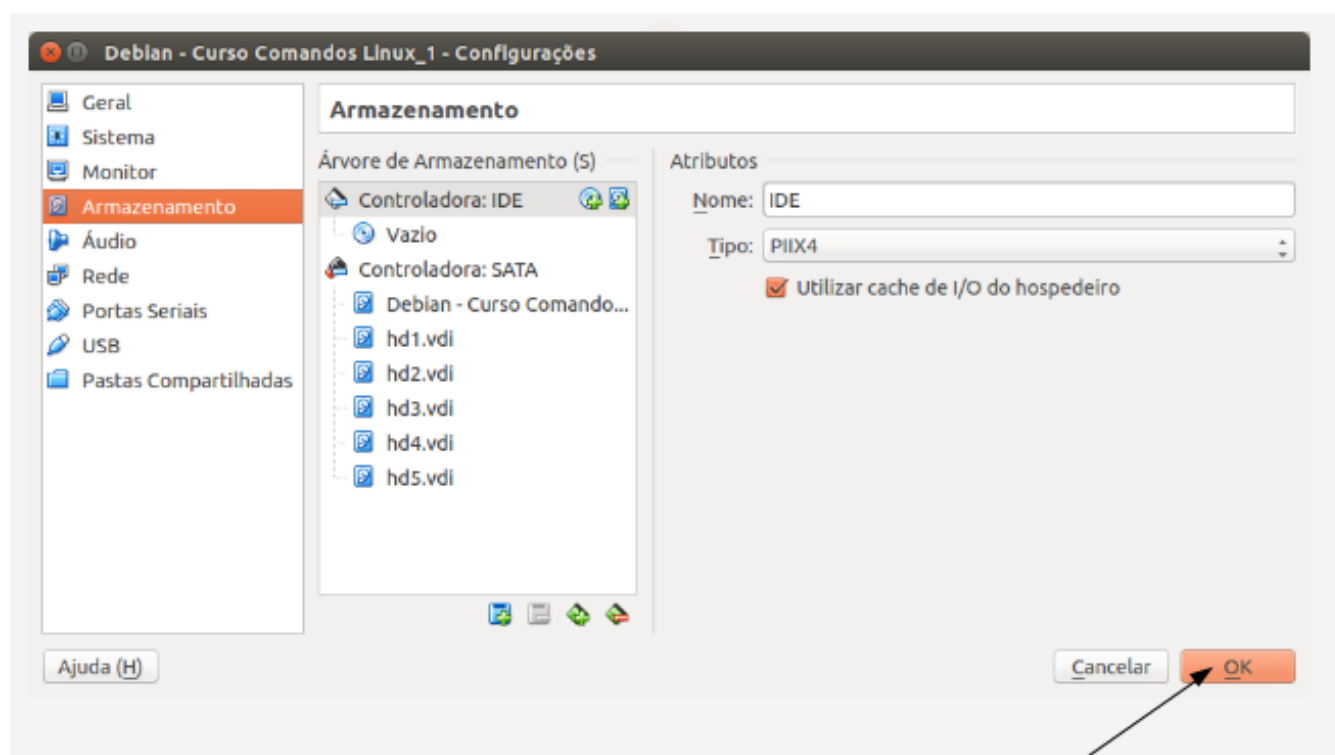 Debian - Curso Comandos Linux_1 - Configurações
Geral
Sistema
Monitor
Armazenamento
Áudio
Rede
Portas Seriais
USB
Pastas Compartilhadas
Armazenamento
Árvore de Armazenamento (S)
Controladora: IDE
Vazio
Controladora: SATA
Debian - Curso Comando...
hd1.vdi
hd2.vdi
hd3.vdi
hd4.vdi
hd5.vdi
Atributos
Nome: IDE
Tipo: PIIX4
Utilizar cache de I/O do hospedeiro
Ajuda (H)
Cancelar
OK